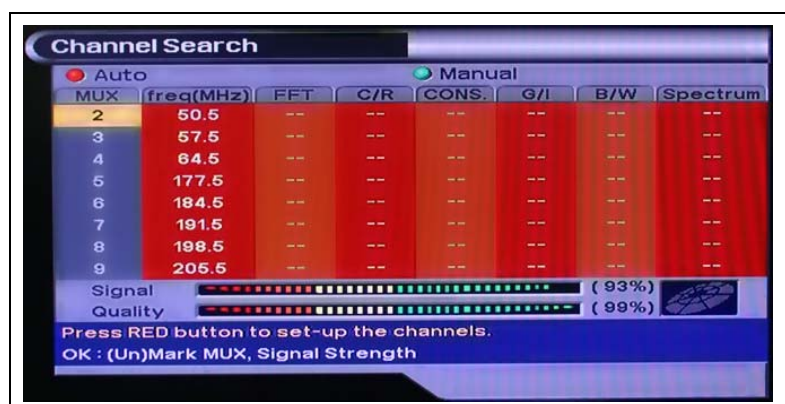 Channel Search
Auto Manual
MUX freq(MHz) FFT C/R CONS. G/I B/W Spectrum
2 50.5 -- -- -- -- -- --
3 57.5 -- -- -- -- -- --
4 64.5 -- -- -- -- -- --
5 177.5 -- -- -- -- -- --
6 184.5 -- -- -- -- -- --
7 191.5 -- -- -- -- -- --
8 198.5 -- -- -- -- -- --
9 205.5 -- -- -- -- -- --
Signal ( 93%)
Quality ( 99%)
Press RED button to set-up the channels.
OK : (Un)Mark MUX, Signal Strength